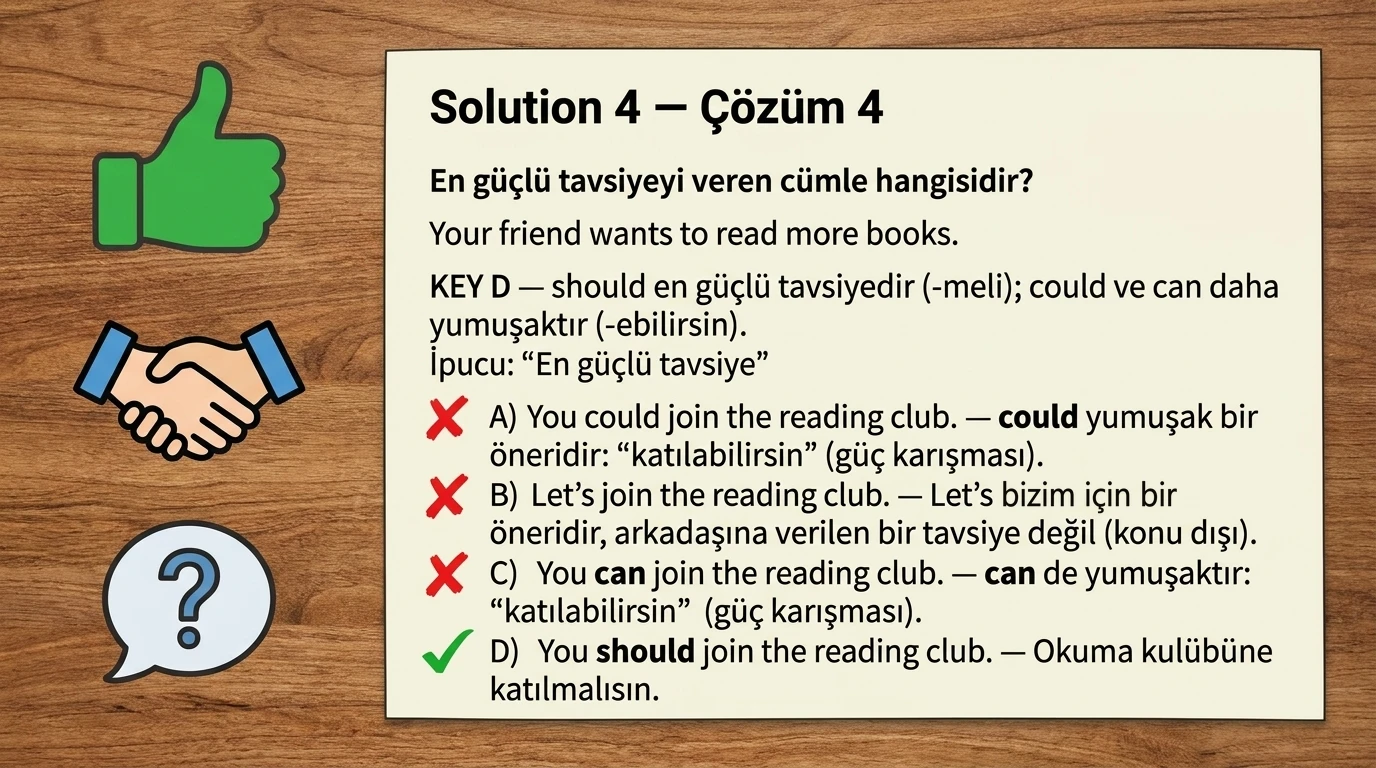 Solution 4 — Çözüm 4
En güçlü tavsiyeyi veren cümle hangisidir?
Your friend wants to read more books.
KEY D — should en güçlü tavsiyedir (-meli); could ve can daha
yumuşaktır (-ebilirsin).
İpucu: “En güçlü tavsiye”
A) You could join the reading club. — could yumuşak bir
öneridir: “katılabilirsin” (güç karışması).
B) Let’s join the reading club. — Let’s bizim için bir
öneridir, arkadaşına verilen bir tavsiye değil (konu dışı).
C) You can join the reading club. — can de yumuşaktır:
“katılabilirsin” (güç karışması).
D) You should join the reading club. — Okuma kulübüne
katılmalısın.
?